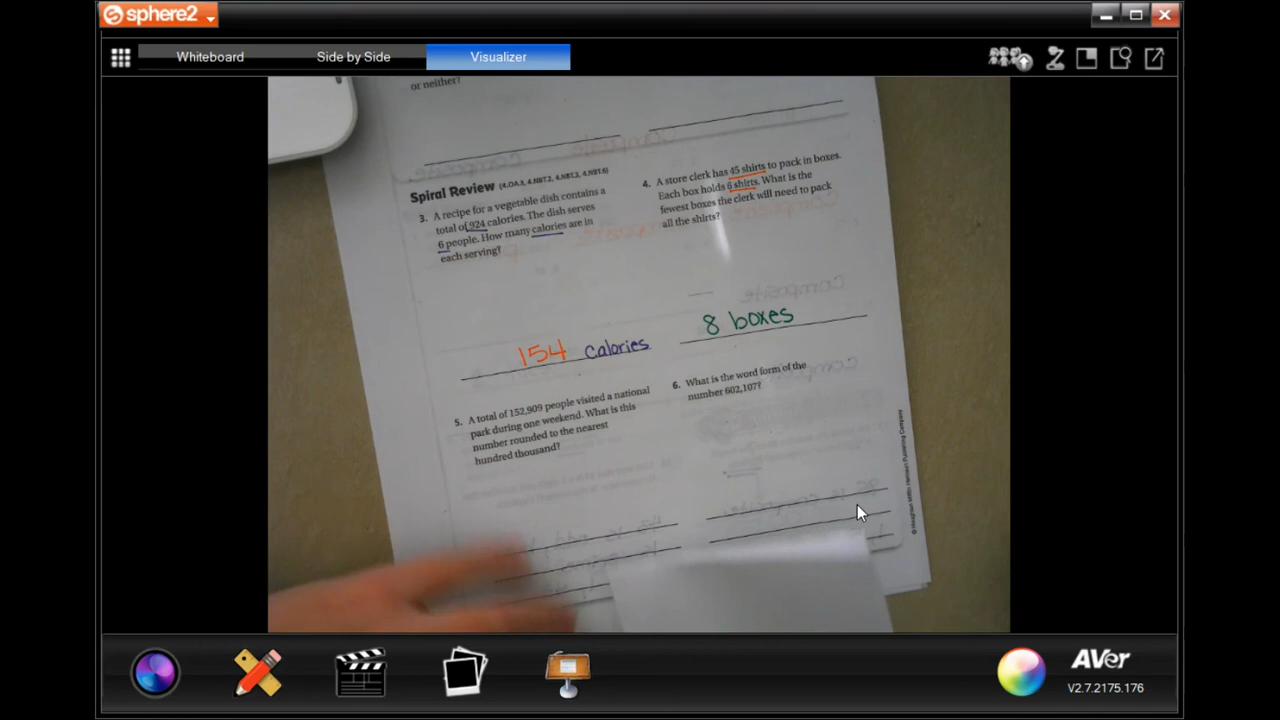 sphere2
Whiteboard
Side by Side
Visualizer
or neither?
Spiral Review (4.OA.3, 4.NBT.2, 4.NBT.3, 4.NBT.6)
3. A recipe for a vegetable dish contains a
total of 924 calories. The dish serves
6 people. How many calories are in
each serving?
154 calories
4. A store clerk has 45 shirts to pack in boxes.
Each box holds 6 shirts. What is the
fewest boxes the clerk will need to pack
all the shirts?
8 boxes
5. A total of 152,909 people visited a national
park during one weekend. What is this
number rounded to the nearest
hundred thousand?
6. What is the word form of the
number 602,107?
© Houghton Mifflin Harcourt Publishing Company
AVer
V2.7.2175.176